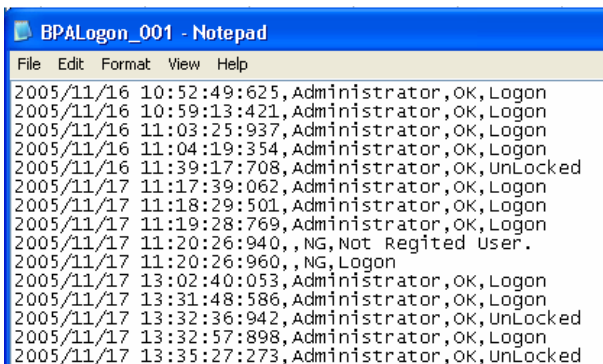 BPALogon_001 - Notepad
File Edit Format View Help
2005/11/16 10:52:49:625,Administrator,OK,Logon
2005/11/16 10:59:13:421,Administrator,OK,Logon
2005/11/16 11:03:25:937,Administrator,OK,Logon
2005/11/16 11:04:19:354,Administrator,OK,Logon
2005/11/16 11:39:17:708,Administrator,OK,UnLocked
2005/11/17 11:17:39:062,Administrator,OK,Logon
2005/11/17 11:18:29:501,Administrator,OK,Logon
2005/11/17 11:19:28:769,Administrator,OK,Logon
2005/11/17 11:20:26:940,,NG,Not Regited User.
2005/11/17 11:20:26:960,,NG,Logon
2005/11/17 13:02:40:053,Administrator,OK,Logon
2005/11/17 13:31:48:586,Administrator,OK,Logon
2005/11/17 13:32:36:942,Administrator,OK,UnLocked
2005/11/17 13:32:57:898,Administrator,OK,Logon
2005/11/17 13:35:27:273,Administrator,OK,UnLocked